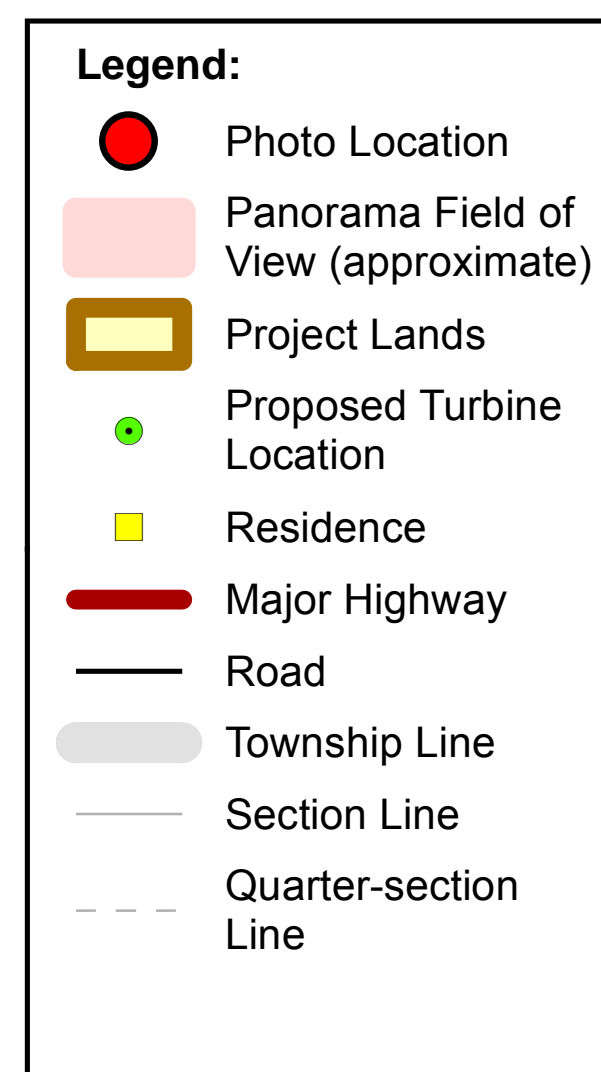 Legend:
Photo Location
Panorama Field of
View (approximate)
Project Lands
Proposed Turbine
Location
Residence
Major Highway
Road
Township Line
Section Line
Quarter-section
Line